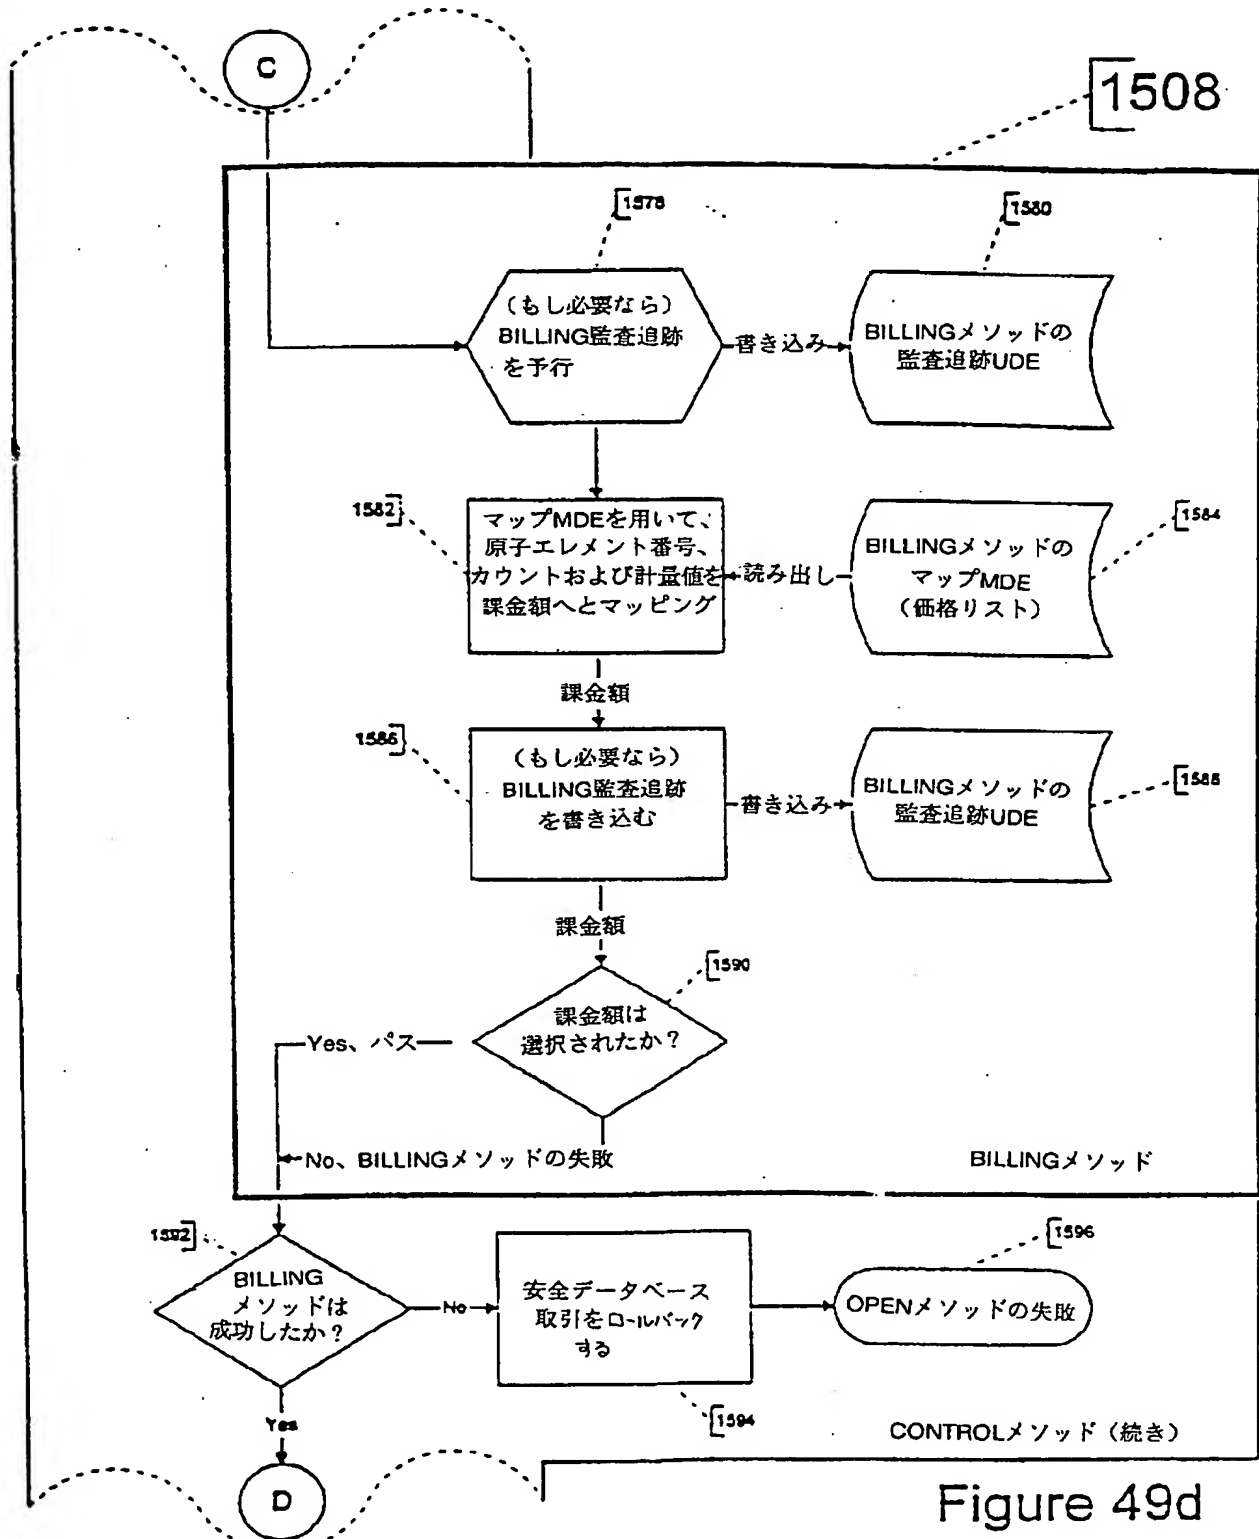 C
1508
1578
1580
(もし必要なら)
BILLING監査追跡
を予行
書き込み
BILLINGメソッドの
監査追跡UDE
1582
マップMDEを用いて、
原子エレメント番号、
カウントおよび計量値を
課金額へとマッピング
読み出し
BILLINGメソッドの
マップMDE
(価格リスト)
1584
課金額
1586
(もし必要なら)
BILLING監査追跡
を書き込む
書き込み
BILLINGメソッドの
監査追跡UDE
1588
課金額
1590
課金額は
選択されたか?
Yes、パス
No、BILLINGメソッドの失敗
BILLINGメソッド
1592
BILLING
メソッドは
成功したか?
No
安全データベース
取引をロールバック
する
1594
1596
OPENメソッドの失敗
Yes
CONTROLメソッド(続き)
D
Figure 49d